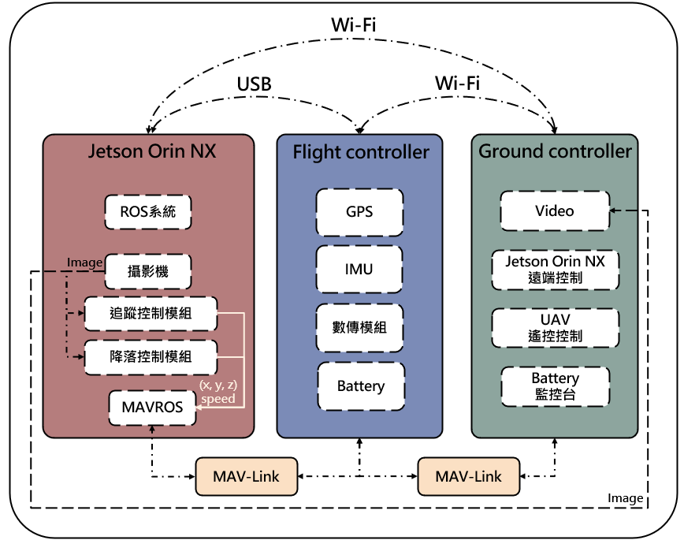 Wi-Fi
USB
Wi-Fi
Jetson Orin NX
ROS系統
Image
攝影機
追蹤控制模組
降落控制模組
(x, y, z)
speed
MAVROS
Flight controller
GPS
IMU
數傳模組
Battery
Ground controller
Video
Jetson Orin NX
遠端控制
UAV
遙控控制
Battery
監控台
MAV-Link
MAV-Link
Image